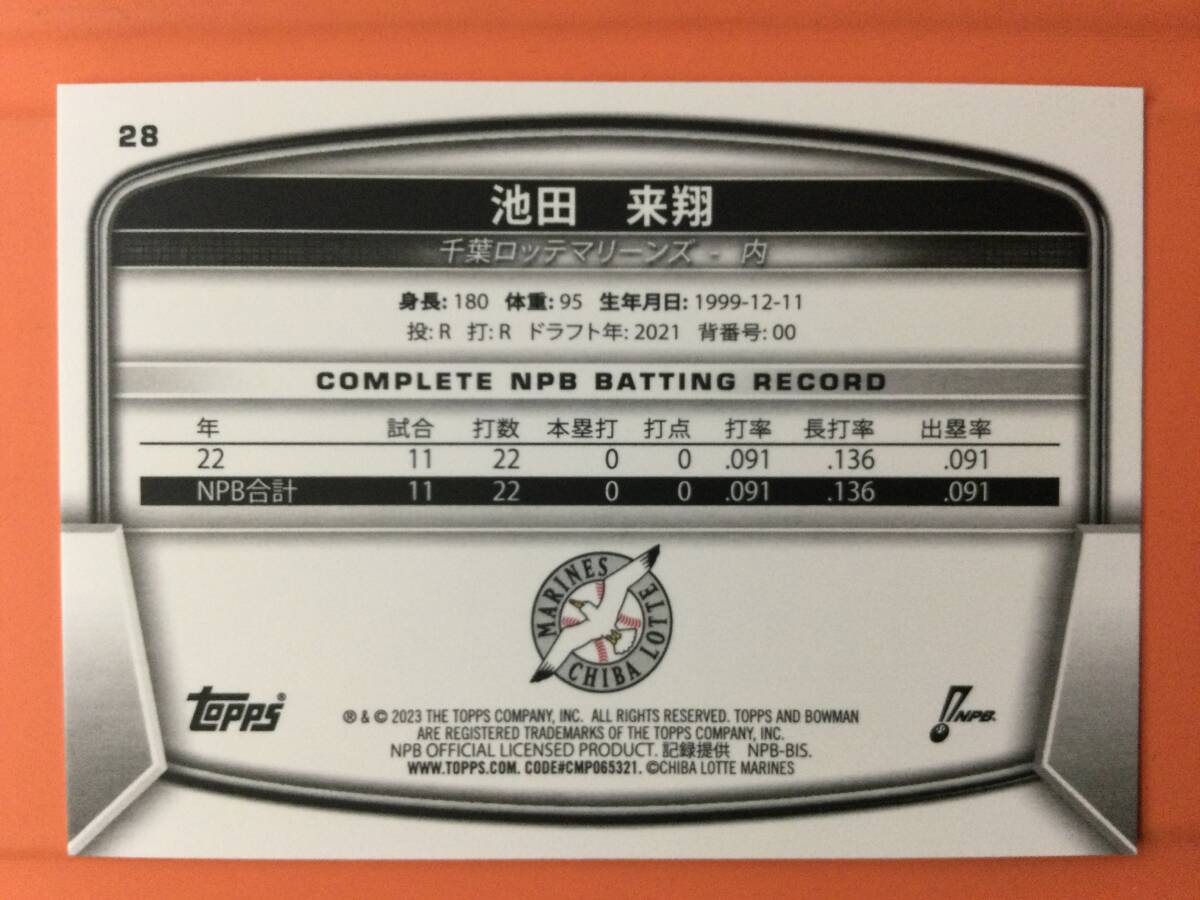 28
池田 来翔
千葉ロッテマリーンズ - 内
身長: 180 体重: 95 生年月日: 1999-12-11
投: R 打: R ドラフト年: 2021 背番号: 00
COMPLETE NPB BATTING RECORD
年 試合 打数 本塁打 打点 打率 長打率 出塁率
22 11 22 0 0 .091 .136 .091
NPB合計 11 22 0 0 .091 .136 .091
MARINES
CHIBA LOTTE
TOPPS®
® & © 2023 THE TOPPS COMPANY, INC. ALL RIGHTS RESERVED. TOPPS AND BOWMAN
ARE REGISTERED TRADEMARKS OF THE TOPPS COMPANY, INC.
NPB OFFICIAL LICENSED PRODUCT. 記録提供 NPB-BIS.
WWW.TOPPS.COM. CODE#CMP065321. ©CHIBA LOTTE MARINES
NPB.